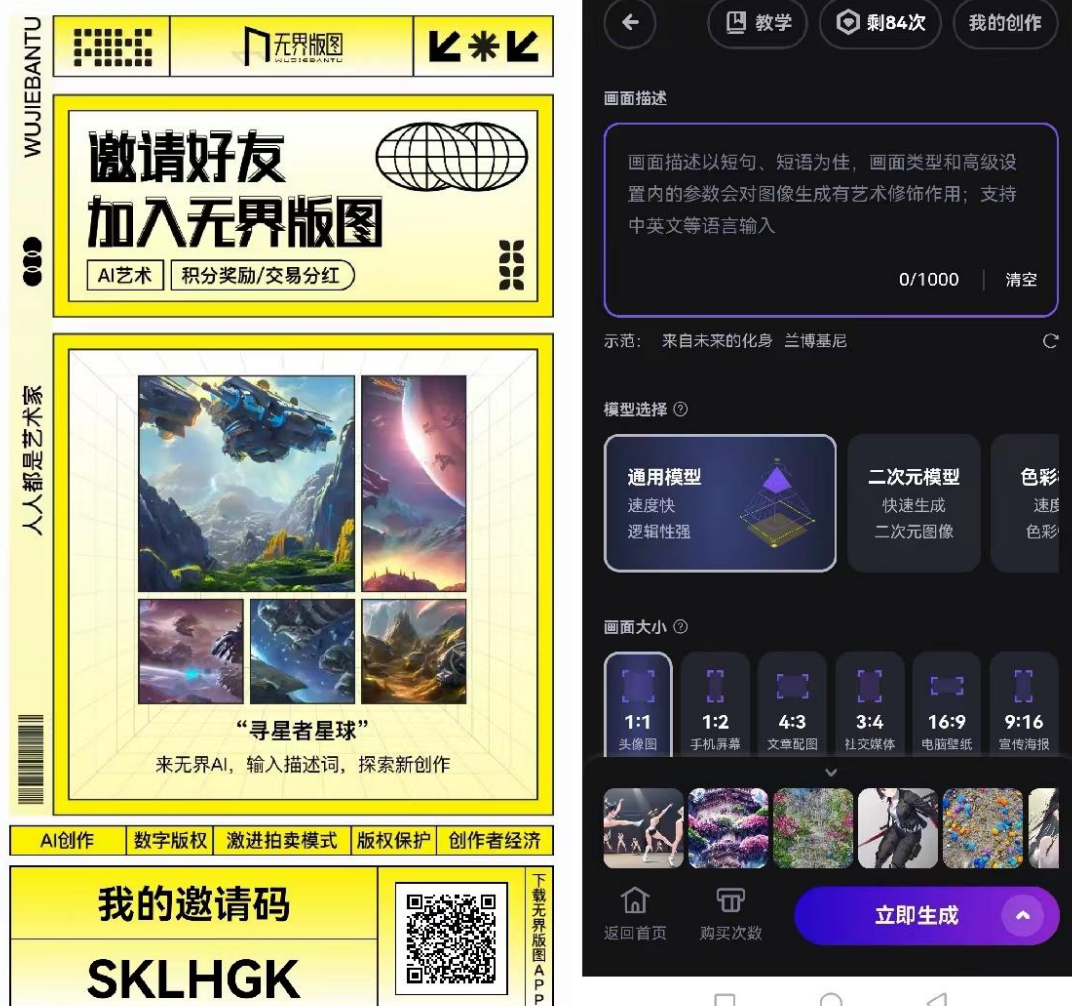 WUJIEBANTU
无界版图
WUJIEBANTU
邀请好友
加入无界版图
AI艺术
积分奖励/交易分红
人人都是艺术家
“寻星者星球”
来无界AI，输入描述词，探索新创作
AI创作
数字版权
激进拍卖模式
版权保护
创作者经济
我的邀请码
SKLHGK
下载无界版图APP
教学
剩84次
我的创作
画面描述
画面描述以短句、短语为佳，画面类型和高级设
置内的参数会对图像生成有艺术修饰作用；支持
中英文等语言输入
0/1000
清空
示范： 来自未来的化身 兰博基尼
模型选择
通用模型
速度快
逻辑性强
二次元模型
快速生成
二次元图像
色彩
速度
色彩
画面大小
1:1
头像图
1:2
手机屏幕
4:3
文章配图
3:4
社交媒体
16:9
电脑壁纸
9:16
宣传海报
返回首页
购买次数
立即生成